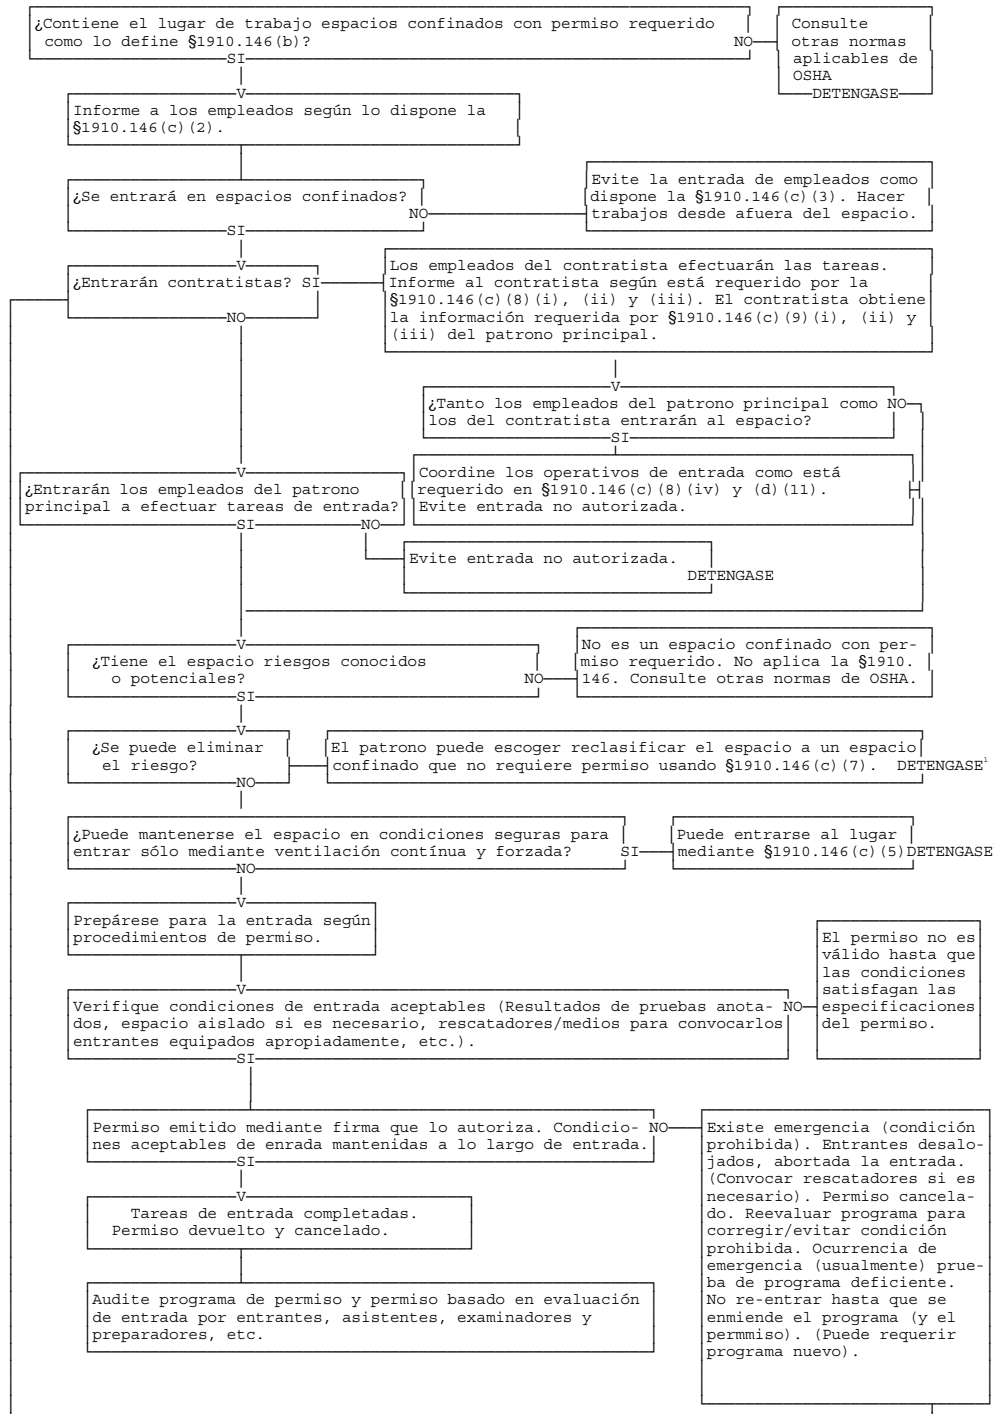 ¿Contiene el lugar de trabajo espacios confinados con permiso requerido
como lo define §1910.146(b)?
NO
SI
Consulte
otras normas
aplicables de
OSHA
DETENGASE
V
Informe a los empleados según lo dispone la
§1910.146(c)(2).
¿Se entrará en espacios confinados?
NO
SI
Evite la entrada de empleados como
dispone la §1910.146(c)(3). Hacer
trabajos desde afuera del espacio.
V
¿Entrarán contratistas? SI
NO
Los empleados del contratista efectuarán las tareas.
Informe al contratista según está requerido por la
§1910.146(c)(8)(i), (ii) y (iii). El contratista obtiene
la información requerida por §1910.146(c)(9)(i), (ii) y
(iii) del patrono principal.
V
¿Tanto los empleados del patrono principal como NO
los del contratista entrarán al espacio?
SI
Coordine los operativos de entrada como está
requerido en §1910.146(c)(8)(iv) y (d)(11).
Evite entrada no autorizada.
V
¿Entrarán los empleados del patrono
principal a efectuar tareas de entrada?
SI
NO
Evite entrada no autorizada.
DETENGASE
V
¿Tiene el espacio riesgos conocidos
o potenciales?
NO
SI
No es un espacio confinado con per-
miso requerido. No aplica la §1910.
146. Consulte otras normas de OSHA.
V
¿Se puede eliminar
el riesgo?
NO
El patrono puede escoger reclasificar el espacio a un espacio
confinado que no requiere permiso usando §1910.146(c)(7). DETENGASE¹
¿Puede mantenerse el espacio en condiciones seguras para
entrar sólo mediante ventilación contínua y forzada? SI
NO
Puede entrarse al lugar
mediante §1910.146(c)(5)DETENGASE
V
Prepárese para la entrada según
procedimientos de permiso.
V
Verifique condiciones de entrada aceptables (Resultados de pruebas anota- NO
dos, espacio aislado si es necesario, rescatadores/medios para convocarlos
entrantes equipados apropiadamente, etc.).
SI
El permiso no es
válido hasta que
las condiciones
satisfagan las
especificaciones
del permiso.
Permiso emitido mediante firma que lo autoriza. Condicio- NO
nes aceptables de enrada mantenidas a lo largo de entrada.
SI
Existe emergencia (condición
prohibida). Entrantes desalo-
jados, abortada la entrada.
(Convocar rescatadores si es
necesario). Permiso cancela-
do. Reevaluar programa para
corregir/evitar condición
prohibida. Ocurrencia de
emergencia (usualmente) prue-
ba de programa deficiente.
No re-entrar hasta que se
enmiende el programa (y el
permmiso). (Puede requerir
programa nuevo).
V
Tareas de entrada completadas.
Permiso devuelto y cancelado.
Audite programa de permiso y permiso basado en evaluación
de entrada por entrantes, asistentes, examinadores y
preparadores, etc.